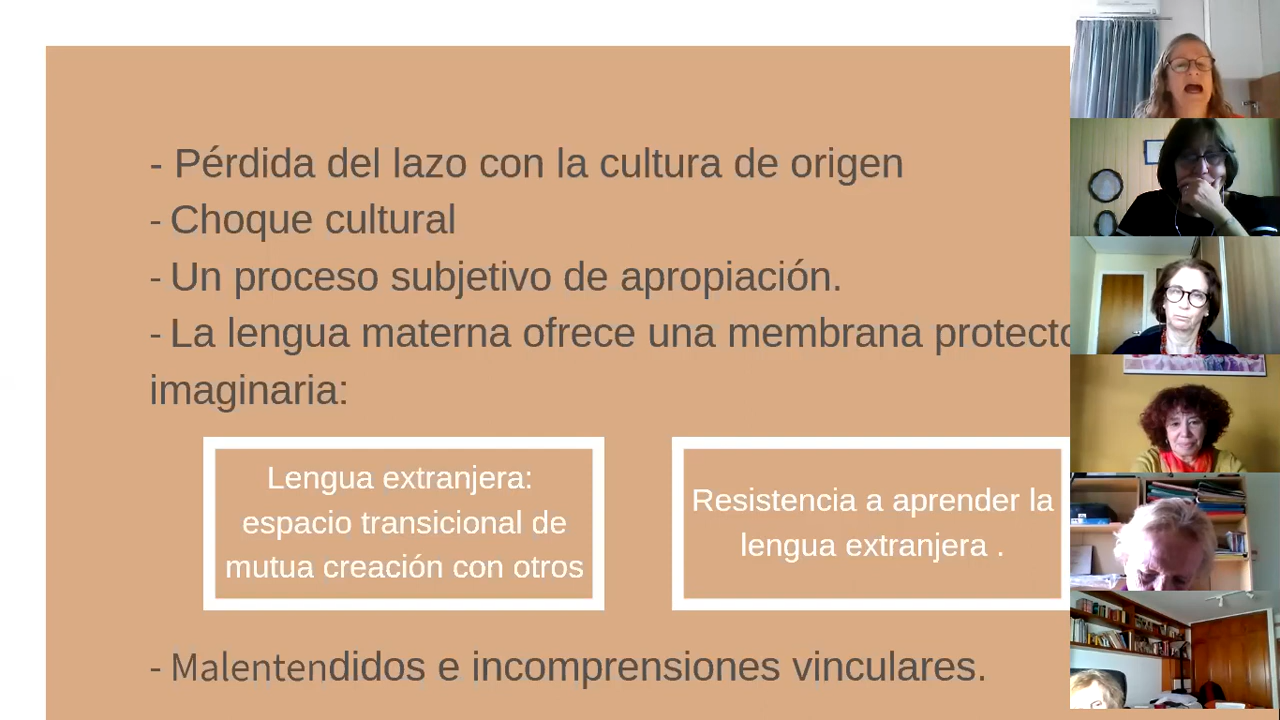 - Pérdida del lazo con la cultura de origen
- Choque cultural
- Un proceso subjetivo de apropiación.
- La lengua materna ofrece una membrana
imaginaria:
Lengua extranjera:
espacio transicional de
mutua creación con otros
Resistencia a aprender la
lengua extranjera .
- Malentendidos e incomprensiones vinculares.